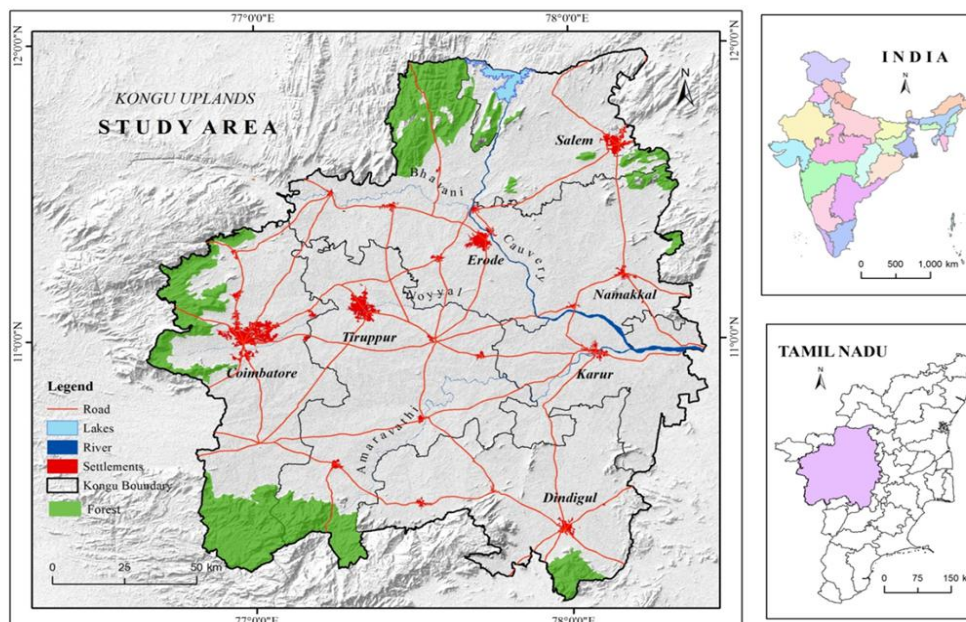 77°0'0"E
78°0'0"E
12°0'0"N
12°0'0"N
KONGU UPLANDS
STUDY AREA
N
Salem
Bhavani
Cauvery
Erode
Noyyal
Namakkal
11°0'0"N
11°0'0"N
Tiruppur
Coimbatore
Karur
Amaravathi
Dindigul
Legend
Road
Lakes
River
Settlements
Kongu Boundary
Forest
0 25 50 km
77°0'0"E
78°0'0"E
INDIA
N
0 500 1,000 km
TAMIL NADU
N
0 75 150 k